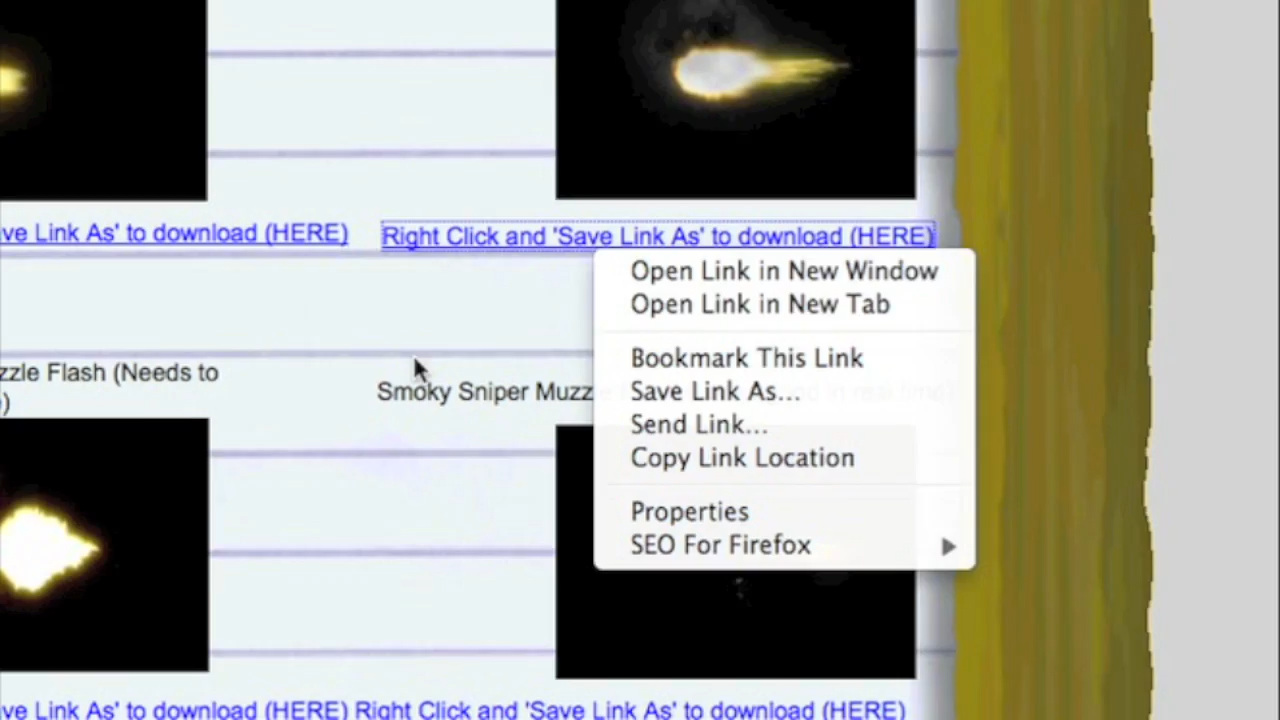 ve Link As' to download (HERE)
Right Click and 'Save Link As' to download (HERE)
Open Link in New Window
Open Link in New Tab
Bookmark This Link
Save Link As...
Send Link...
Copy Link Location
Properties
SEO For Firefox
zzle Flash (Needs to
)
Smoky Sniper Muzz
ve Link As' to download (HERE) Right Click and 'Save Link As' to download (HERE)